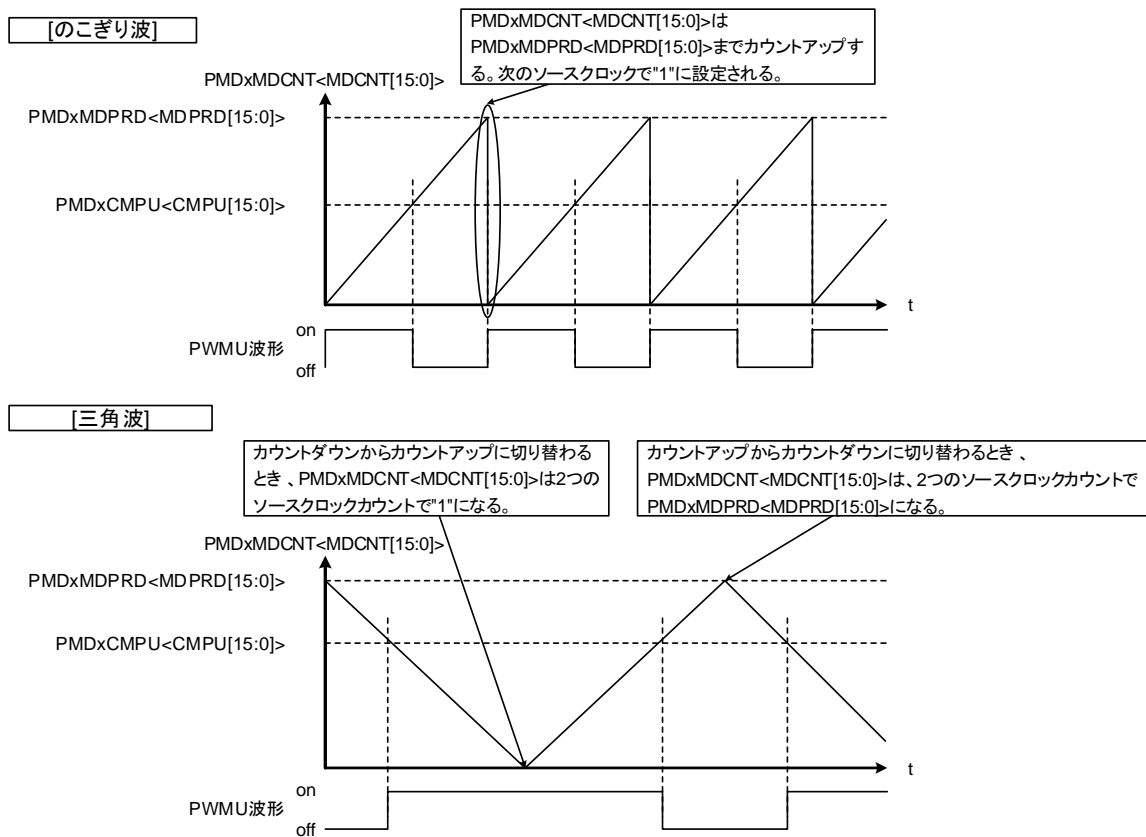 [のこぎり波]
PMDxMDCNT<MDCNT[15:0]>は
PMDxMDPRD<MDPRD[15:0]>までカウントアップす
る。次のソースクロックで"1"に設定される。
PMDxMDCNT<MDCNT[15:0]>
PMDxMDPRD<MDPRD[15:0]>
PMDxCMPU<CMPU[15:0]>
t
on
PWMU波形
off
[三角波]
カウントダウンからカウントアップに切り替わる
とき 、PMDxMDCNT<MDCNT[15:0]>は2つの
ソースクロックカウントで"1"になる。
カウントアップからカウントダウンに切り替わるとき 、
PMDxMDCNT<MDCNT[15:0]>は、2つのソースクロックカウントで
PMDxMDPRD<MDPRD[15:0]>になる。
PMDxMDCNT<MDCNT[15:0]>
PMDxMDPRD<MDPRD[15:0]>
PMDxCMPU<CMPU[15:0]>
t
on
PWMU波形
off